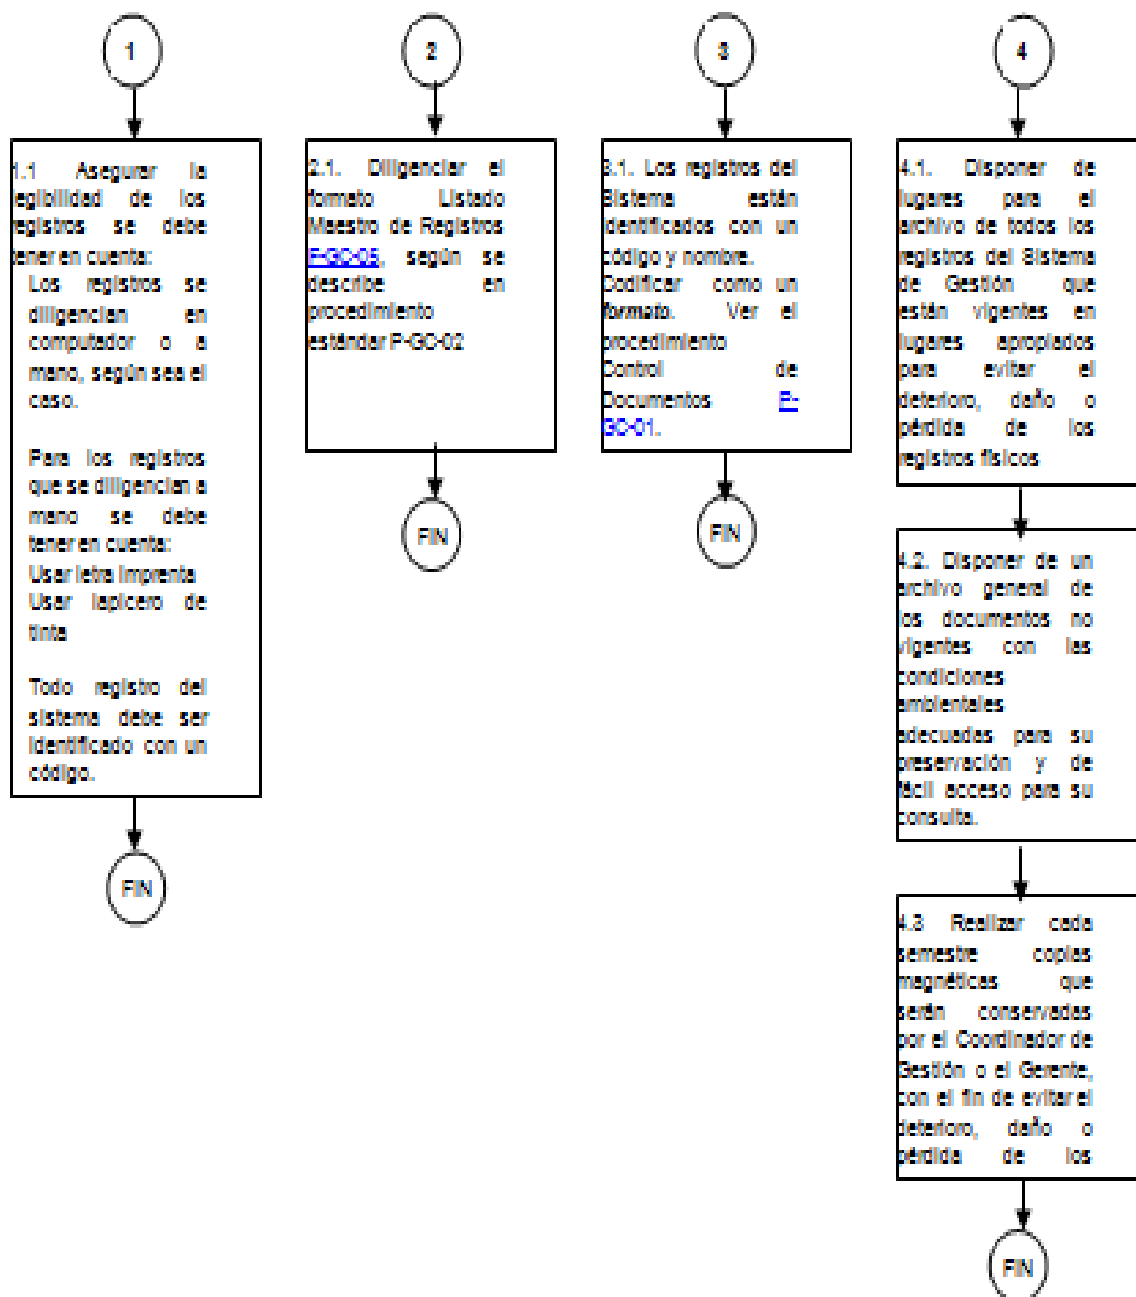 1
1.1 Asegurar la
legibilidad de los
registros se debe
tener en cuenta:
Los registros se
diligencian en
computador o a
mano, según sea el
caso.
Para los registros
que se diligencian a
mano se debe
tener en cuenta:
Usar letra imprenta
Usar lapicero de
tinta
Todo registro del
sistema debe ser
identificado con un
código.
FIN
2
2.1. Diligenciar el
formato Listado
Maestro de Registros
F-GC-05, según se
describe en
procedimiento
estándar P-GC-02
FIN
3
3.1. Los registros del
Sistema están
identificados con un
código y nombre.
Codificar como un
formato. Ver el
procedimiento
Control de
Documentos P-
GC-01.
FIN
4
4.1. Disponer de
lugares para el
archivo de todos los
registros del Sistema
de Gestión que
están vigentes en
lugares apropiados
para evitar el
deterioro, daño o
pérdida de los
registros físicos
4.2. Disponer de un
archivo general de
los documentos no
vigentes con las
condiciones
ambientales
adecuadas para su
preservación y de
fácil acceso para su
consulta.
4.3 Realizar cada
semestre copias
magnéticas que
serán conservadas
por el Coordinador de
Gestión o el Gerente,
con el fin de evitar el
deterioro, daño o
pérdida de los
FIN